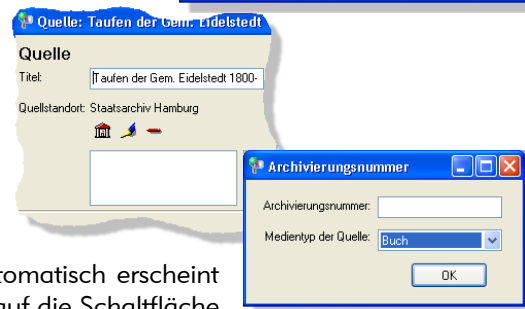 Quelle: Taufen der Gem. Eidelstedt
Quelle
Titel: Taufen der Gem. Eidelstedt 1800-
Quellstandort: Staatsarchiv Hamburg
Archivierungsnummer
Archivierungsnummer:
Medientyp der Quelle: Buch
OK
tomatisch erscheint
auf die Schaltfläche